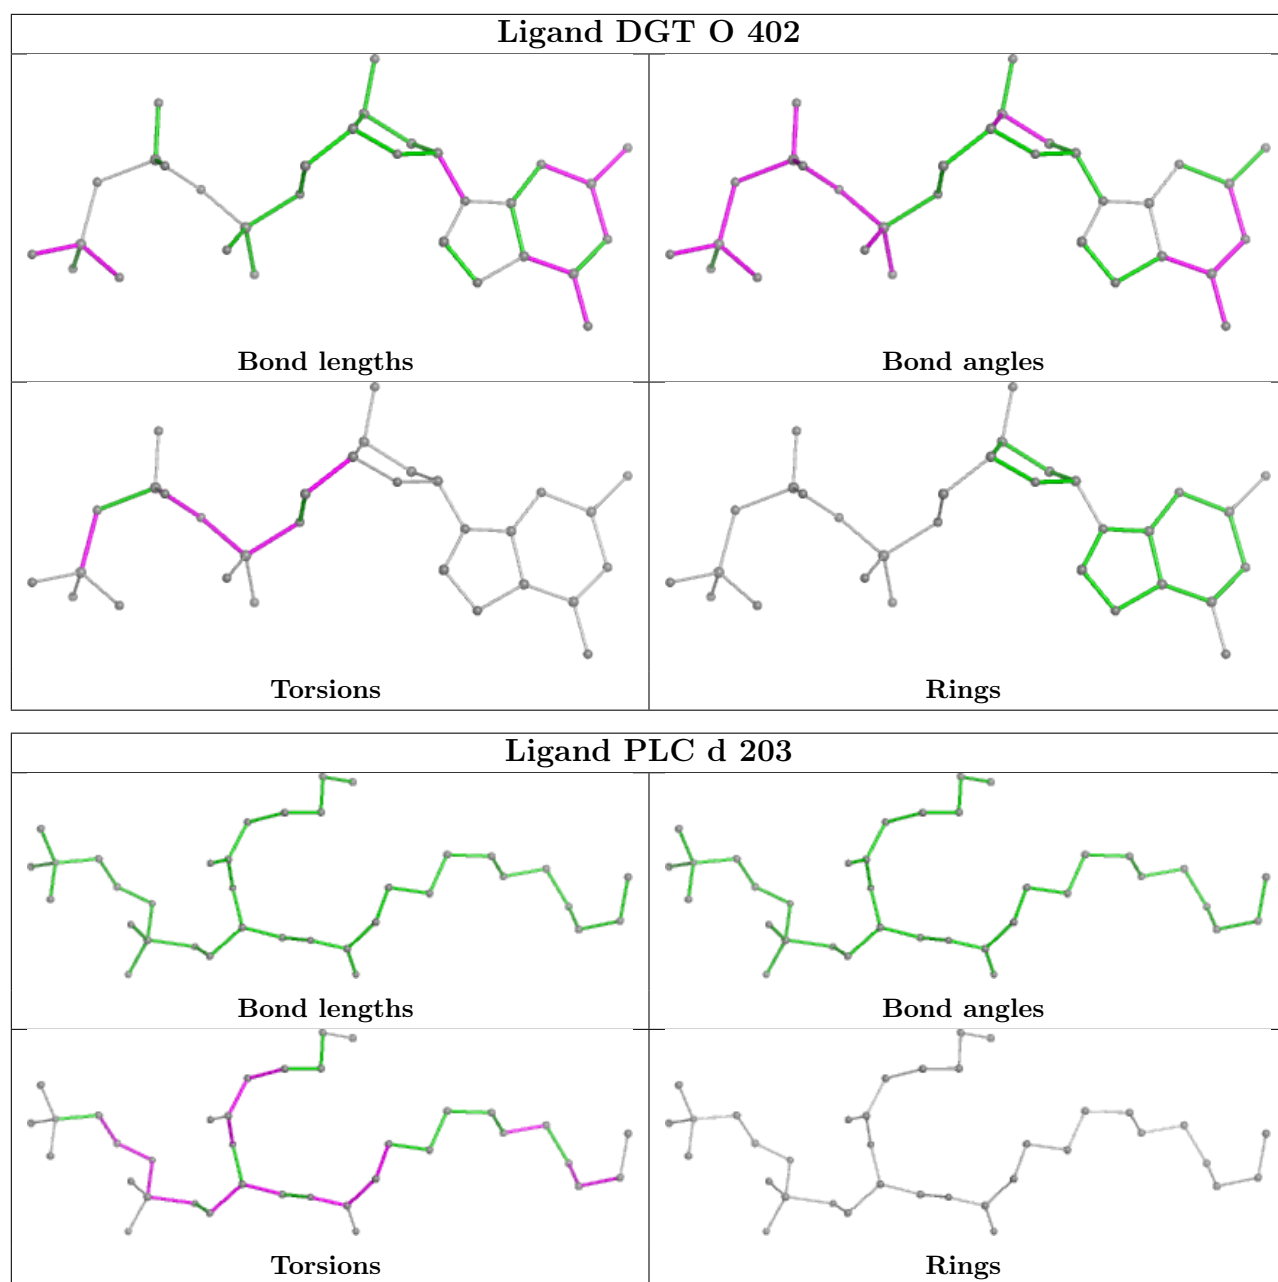 Ligand DGT O 402
Bond lengths
Bond angles
Torsions
Rings
Ligand PLC d 203
Bond lengths
Bond angles
Torsions
Rings